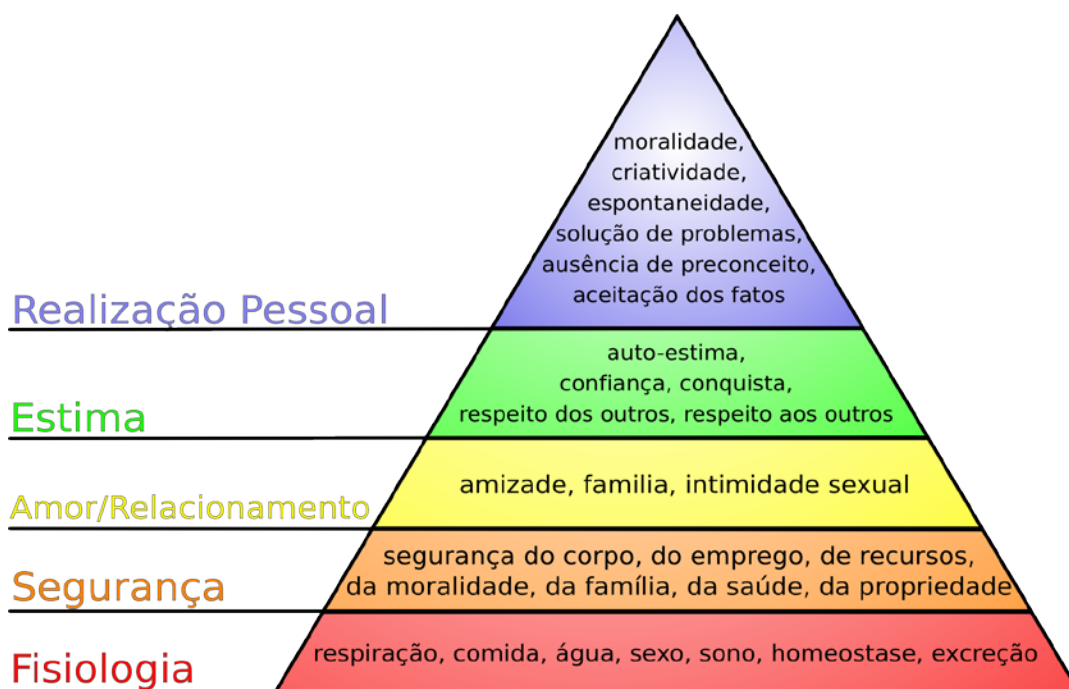 moralidade,
criatividade,
espontaneidade,
solução de problemas,
ausência de preconceito,
aceitação dos fatos
Realização Pessoal
auto-estima,
confiança, conquista,
respeito dos outros, respeito aos outros
Estima
amizade, familia, intimidade sexual
Amor/Relacionamento
segurança do corpo, do emprego, de recursos,
da moralidade, da família, da saúde, da propriedade
Segurança
respiração, comida, água, sexo, sono, homeostase, excreção
Fisiologia